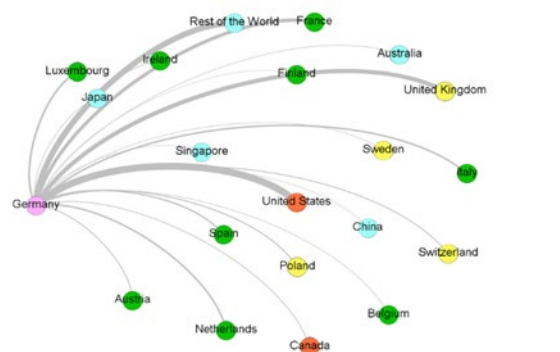 Rest of the World
France
Ireland
Australia
Luxembourg
Finland
Japan
United Kingdom
Singapore
Sweden
Italy
Germany
United States
China
Spain
Switzerland
Poland
Austria
Belgium
Netherlands
Canada